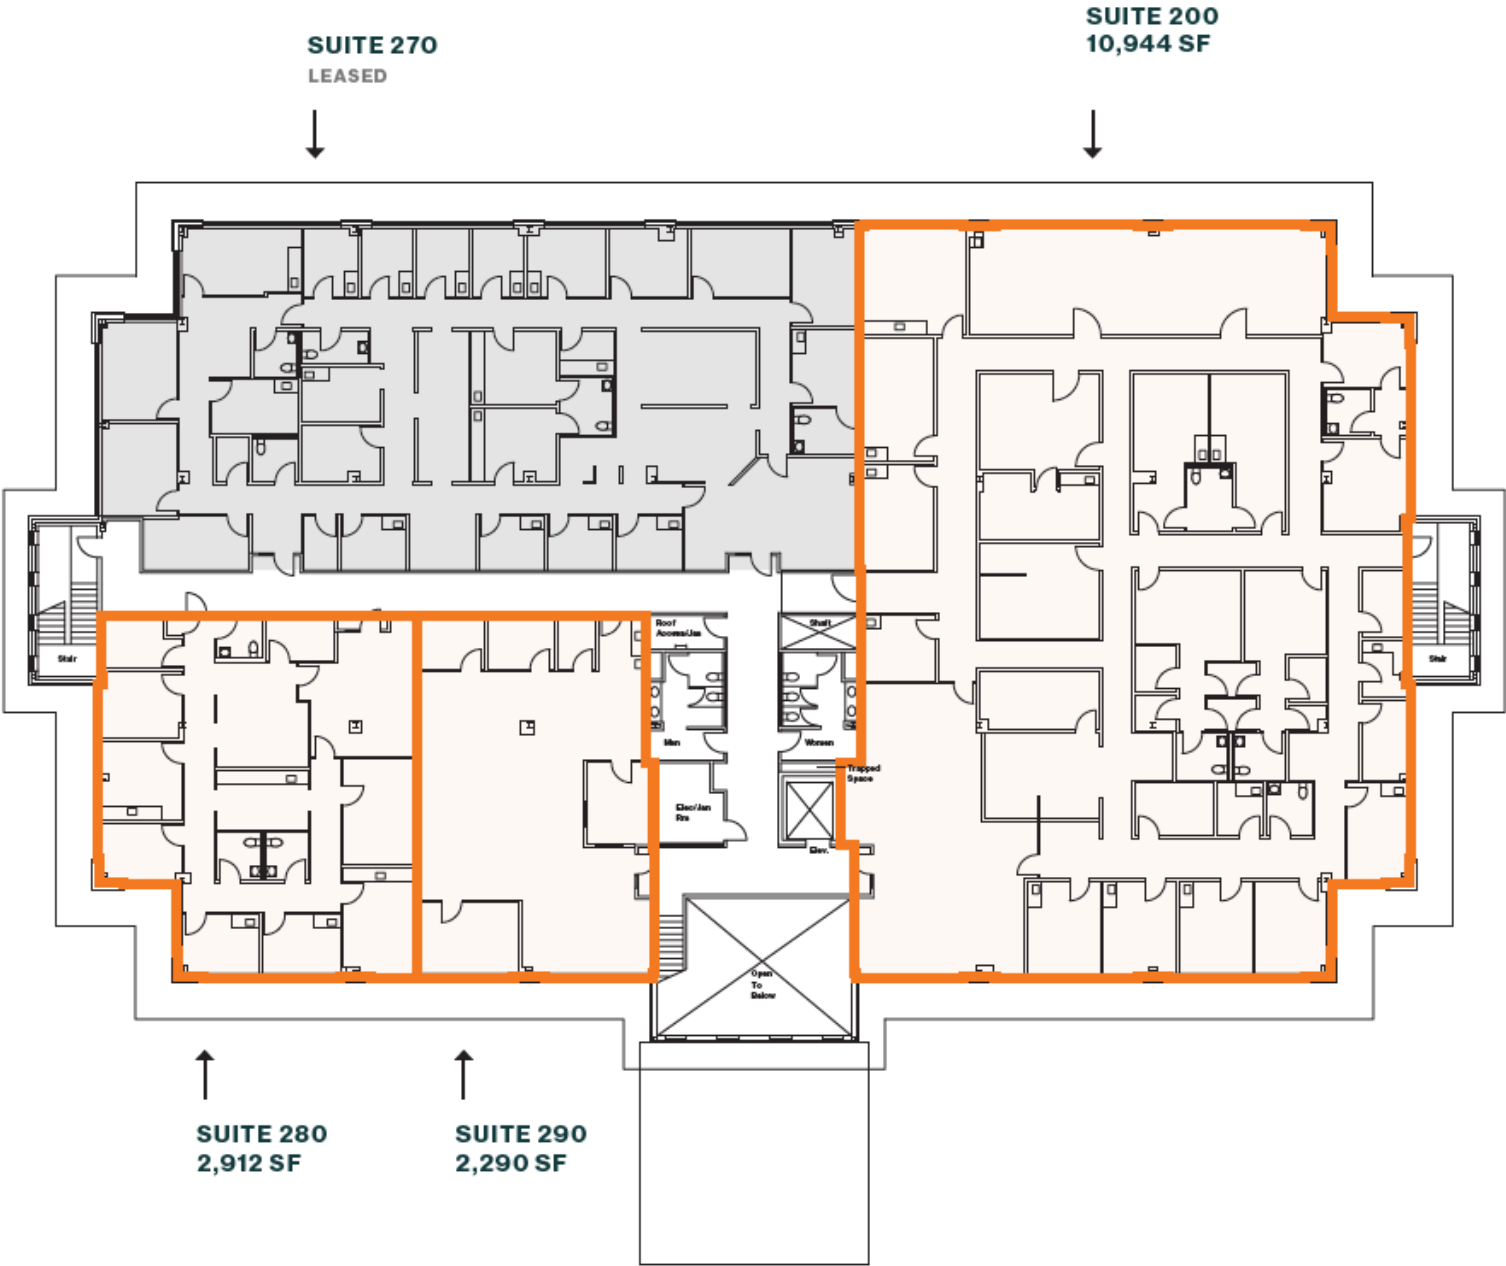 SUITE 270
LEASED
SUITE 200
10,944 SF
Roof
Access/Jan
Shaft
Stair
Stair
Men
Women
Trapped
Space
Elec/Jan
Rm
Elev.
Open
To
Below
SUITE 280
2,912 SF
SUITE 290
2,290 SF